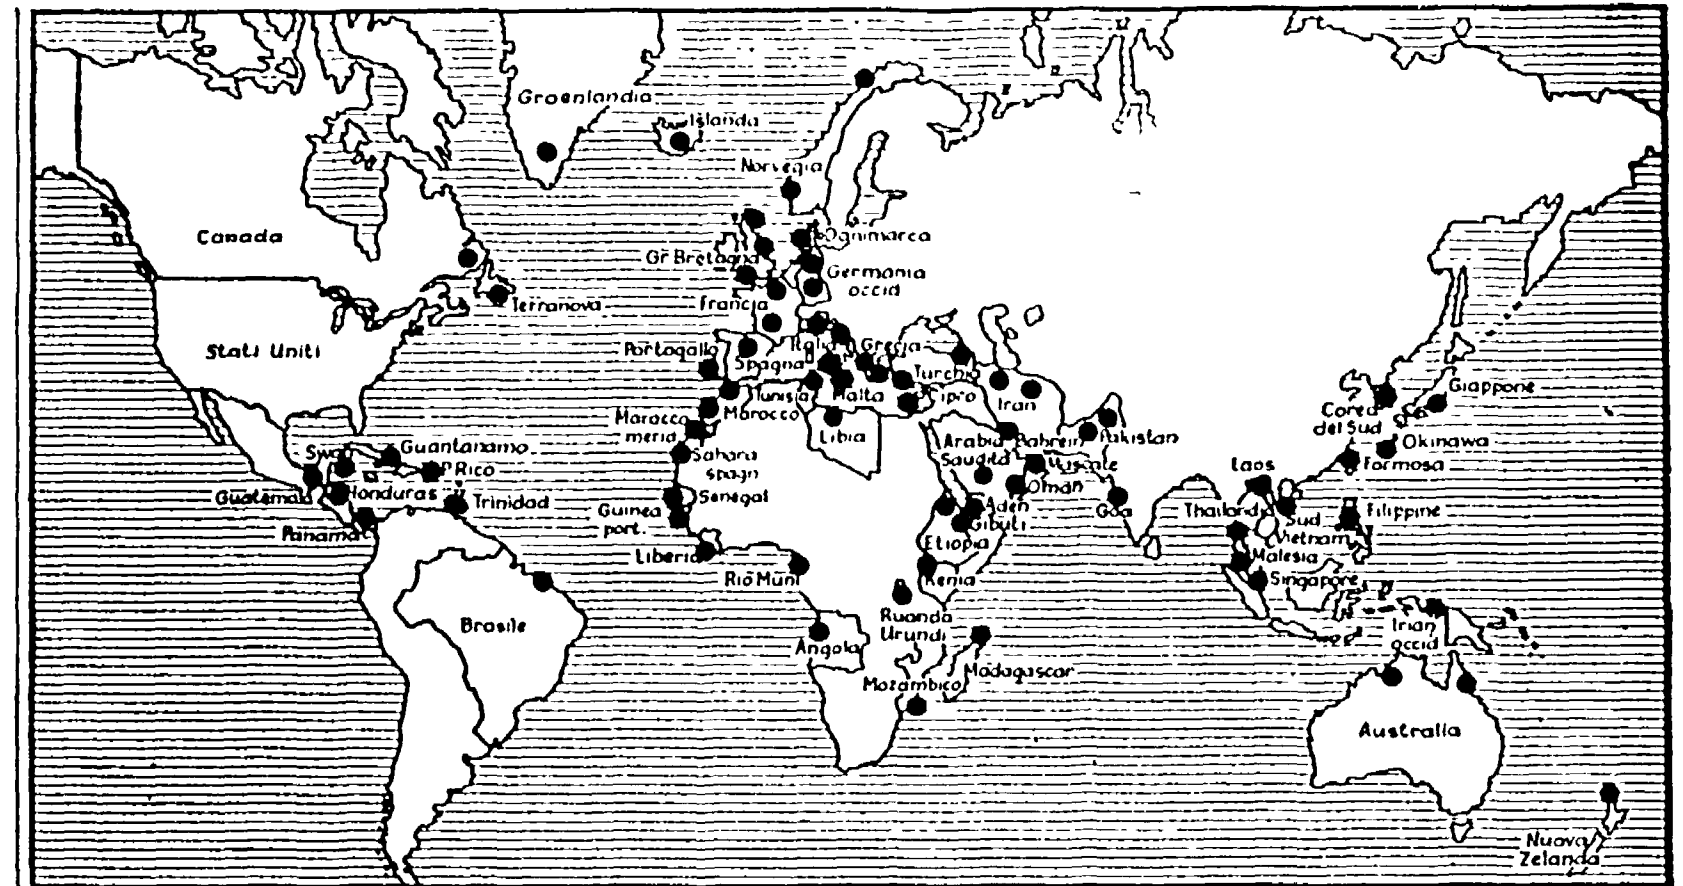 Groenlandia
Islanda
Norvegia
Canada
Danimarca
Gr Bretagna
Germania
occid
Francia
Terranova
Stati Uniti
Portogallo
Italia
Grecia
Spagna
Turchia
Tunisia
Malta
Cipro
Iran
Giappone
Marocco
Marocco
merid
Libia
Corea
del Sud
Arabia
Saudita
Bahrein
Pakistan
Okinawa
Formosa
Swan
Guantanamo
P Rico
Sahara
spagn
Mascate
Oman
Laos
Guatemala
Honduras
Trinidad
Senegal
Guinea
port.
Aden
Gibuti
Goa
Thailandia
Sud
Vietnam
Filippine
Panama
Liberia
Etiopia
Malesia
Rio Muni
Kenia
Singapore
Brasile
Ruanda
Urundi
Irian
occid
Angola
Madagascar
Mozambico
Australia
Nuova
Zelanda